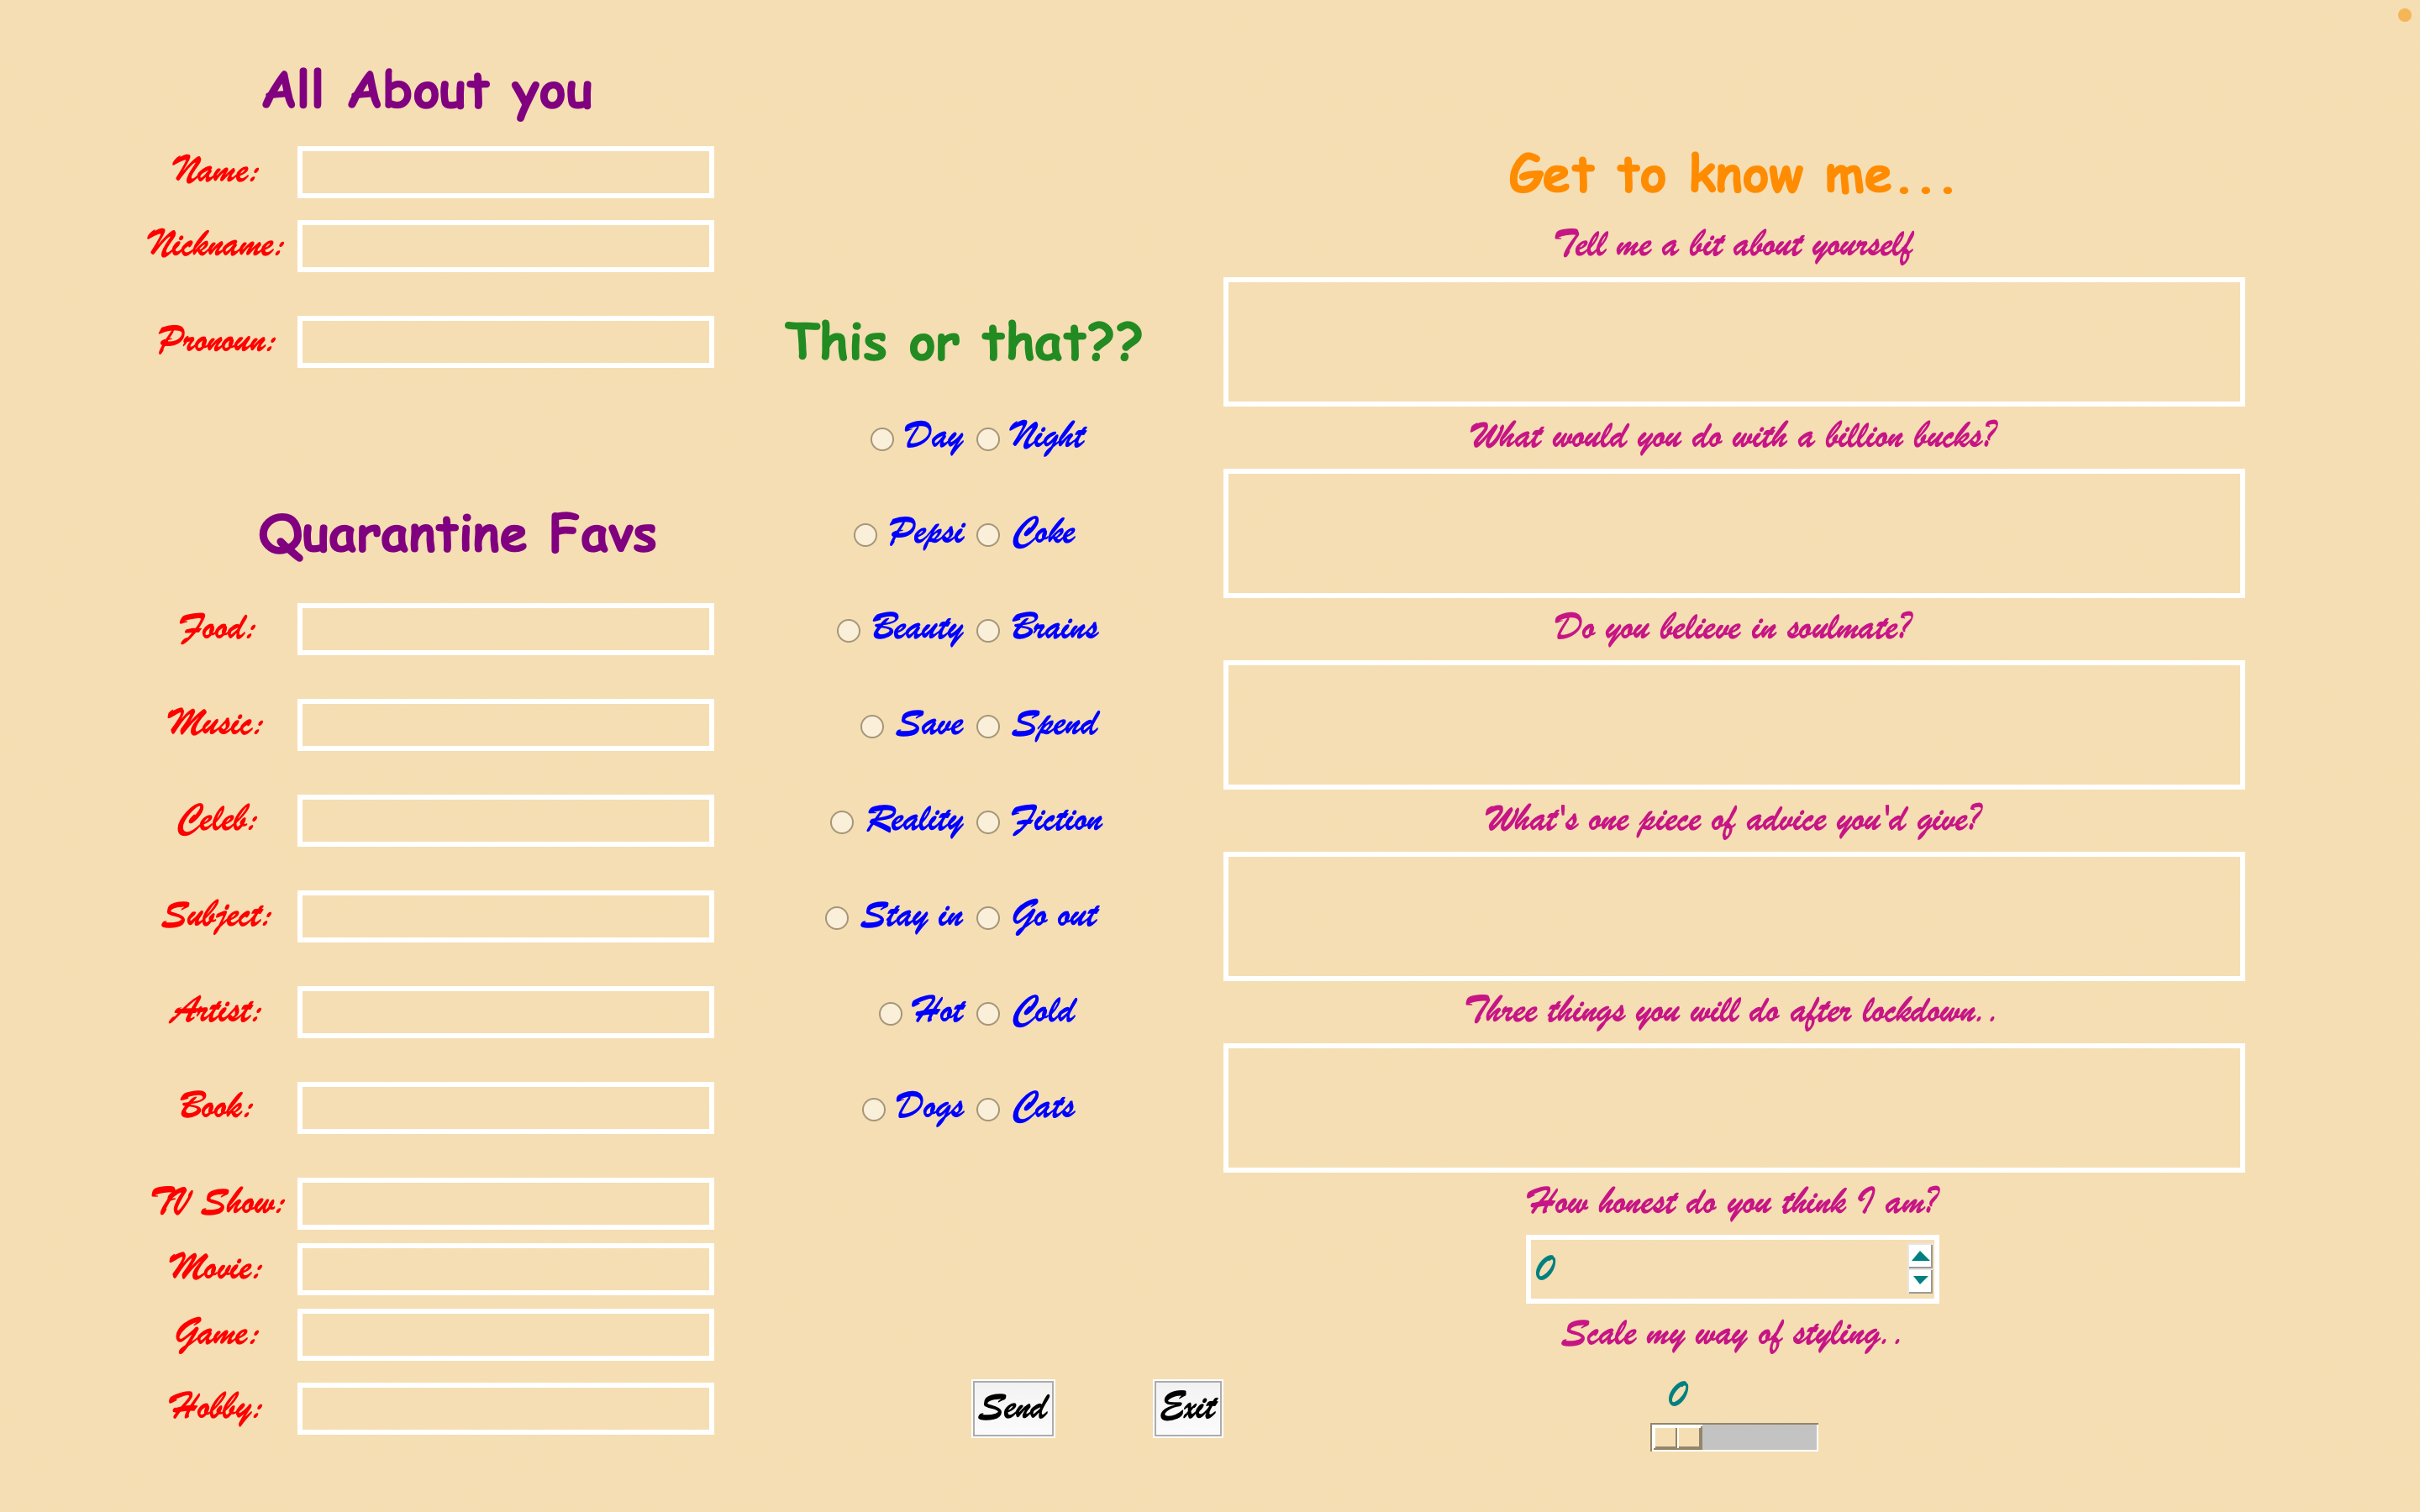 All About you
Name:
Nickname:
Pronoun:
Quarantine Favs
Food:
Music:
Celeb:
Subject:
Artist:
Book:
TV Show:
Movie:
Game:
Hobby:
This or that??
Day Night
Pepsi Coke
Beauty Brains
Save Spend
Reality Fiction
Stay in Go out
Hot Cold
Dogs Cats
Send Exit
Get to know me...
Tell me a bit about yourself
What would you do with a billion bucks?
Do you believe in soulmate?
What's one piece of advice you'd give?
Three things you will do after lockdown..
How honest do you think I am?
0
Scale my way of styling..
0